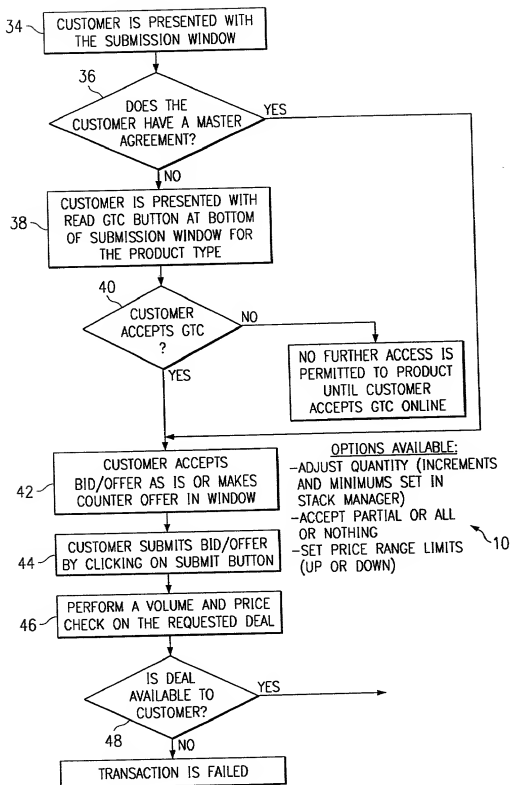 34
CUSTOMER IS PRESENTED WITH
THE SUBMISSION WINDOW
36
DOES THE
CUSTOMER HAVE A MASTER
AGREEMENT?
YES
NO
38
CUSTOMER IS PRESENTED WITH
READ GTC BUTTON AT BOTTOM
OF SUBMISSION WINDOW FOR
THE PRODUCT TYPE
40
CUSTOMER
ACCEPTS GTC
?
NO
YES
NO FURTHER ACCESS IS
PERMITTED TO PRODUCT
UNTIL CUSTOMER
ACCEPTS GTC ONLINE
42
CUSTOMER ACCEPTS
BID/OFFER AS IS OR MAKES
COUNTER OFFER IN WINDOW
OPTIONS AVAILABLE:
-ADJUST QUANTITY (INCREMENTS
AND MINIMUMS SET IN
STACK MANAGER)
-ACCEPT PARTIAL OR ALL
OR NOTHING
-SET PRICE RANGE LIMITS
(UP OR DOWN)
10
44
CUSTOMER SUBMITS BID/OFFER
BY CLICKING ON SUBMIT BUTTON
46
PERFORM A VOLUME AND PRICE
CHECK ON THE REQUESTED DEAL
IS DEAL
AVAILABLE TO
CUSTOMER?
YES
48
NO
TRANSACTION IS FAILED